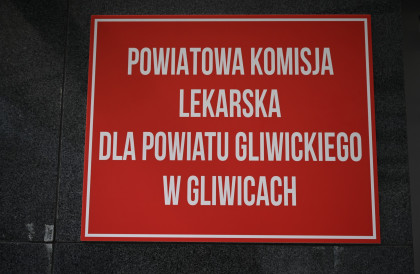 POWIATOWA KOMISJA
LEKARSKA
DLA POWIATU GLIWICKIEGO
W GLIWICACH